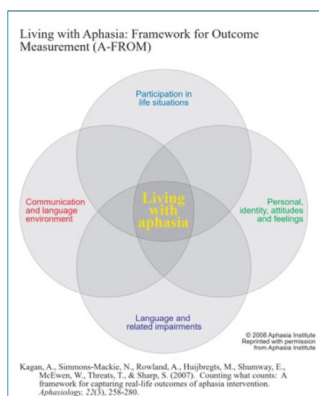 Living with Aphasia: Framework for Outcome
Measurement (A-FROM)
Participation in
life situations
Communication
and language
environment
Living
with
aphasia
Personal,
identity, attitudes
and feelings
Language and
related impairments
© 2008 Aphasia Institute
Reprinted with permission
from Aphasia Institute
Kagan, A., Simmons-Mackie, N., Rowland, A., Huijbregts, M., Shumway, E.,
McEwen, W., Threats, T., & Sharp, S. (2007). Counting what counts: A
framework for capturing real-life outcomes of aphasia intervention.
Aphasiology, 22(3), 258-280.